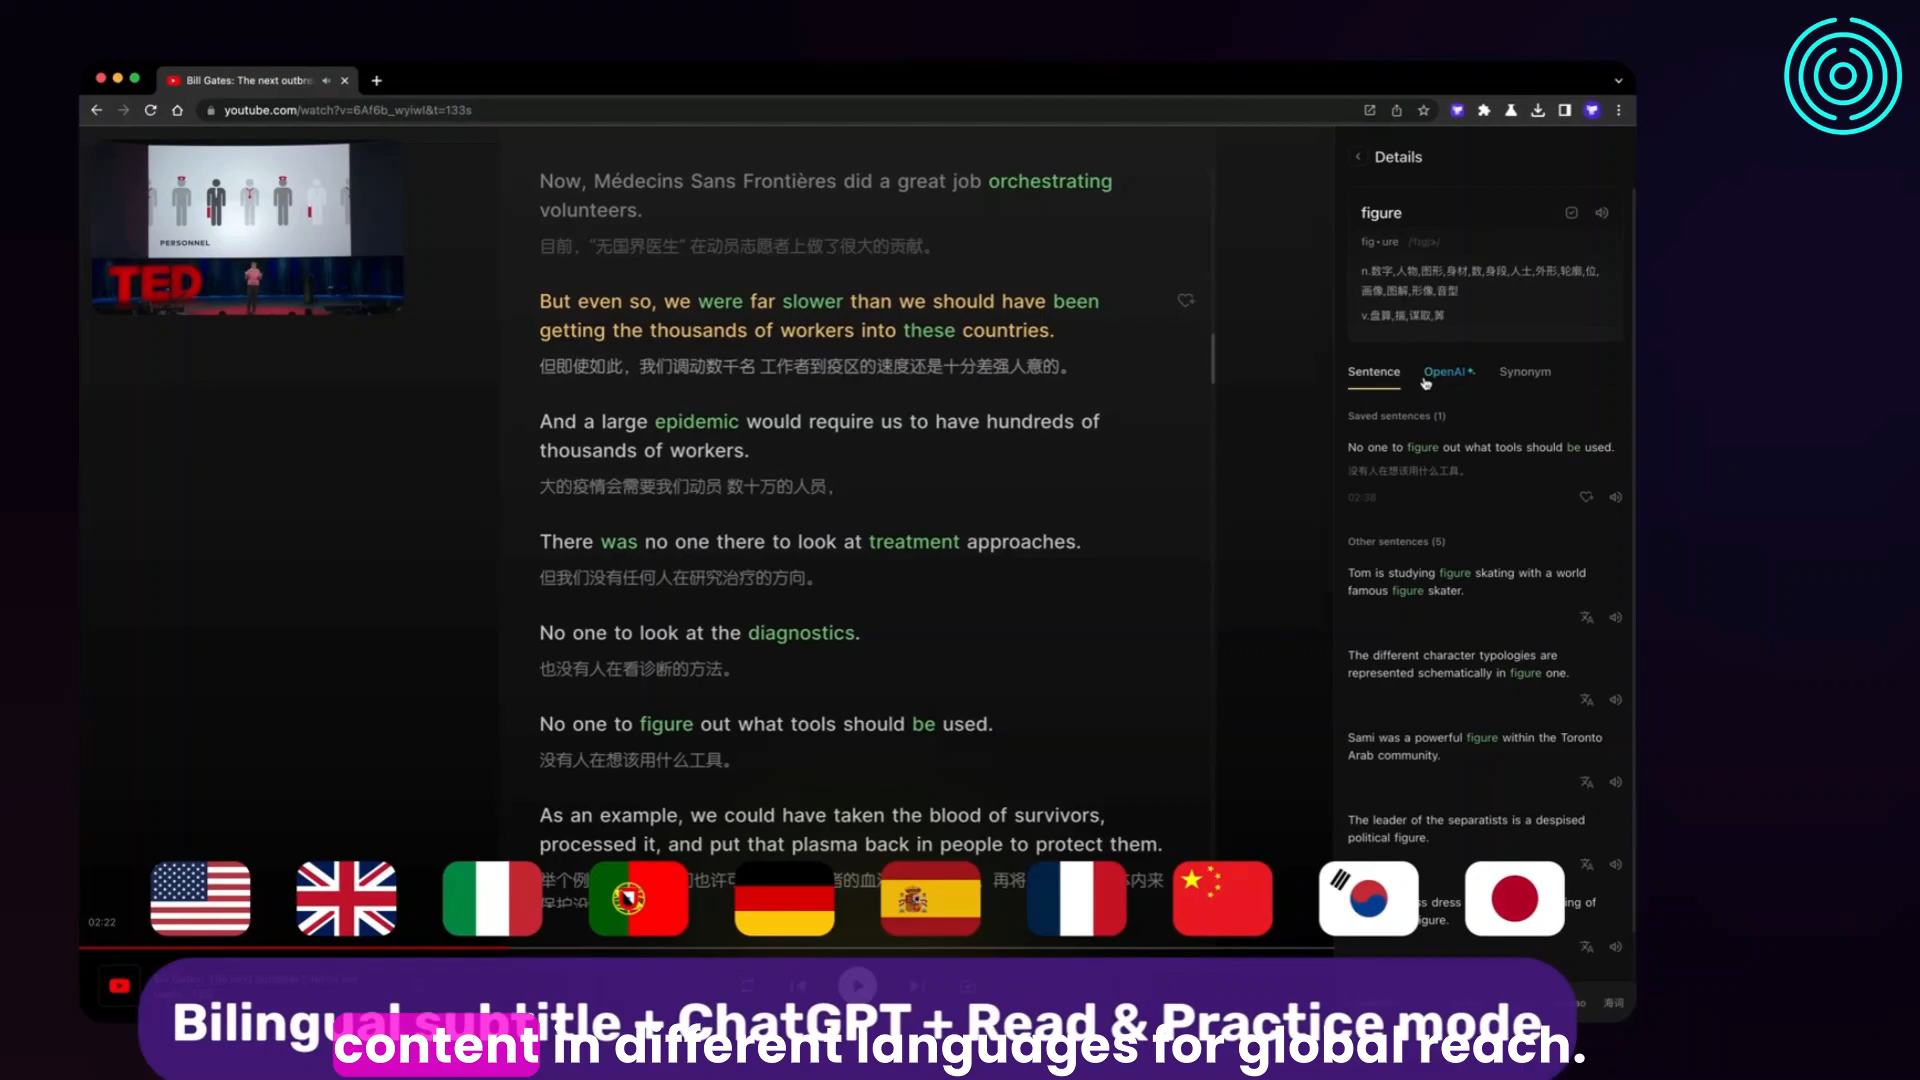 Bill Gates: The next outbre
youtube.com/watch?v=6Af6b_wyiwI&t=133s
PERSONNEL
TED
Now, Médecins Sans Frontières did a great job orchestrating
volunteers.
目前，“无国界医生” 在动员志愿者上做了很大的贡献。
But even so, we were far slower than we should have been
getting the thousands of workers into these countries.
但即使如此，我们调动数千名 工作者到疫区的速度还是十分差强人意的。
And a large epidemic would require us to have hundreds of
thousands of workers.
大的疫情会需要我们动员 数十万的人员，
There was no one there to look at treatment approaches.
但我们没有任何人在研究治疗的方向。
No one to look at the diagnostics.
也没有人在看诊断的方法。
No one to figure out what tools should be used.
没有人在想该用什么工具。
As an example, we could have taken the blood of survivors,
processed it, and put that plasma back in people to protect them.
举个例
02:22
Details
figure
fig•ure
n.数字,人物,图形,身材,数,身段,人士,外形,轮廓,位,
画像,图解,形像,音型
v.盘算,描,谋取,筹
Sentence OpenAI Synonym
Saved sentences (1)
No one to figure out what tools should be used.
没有人在想该用什么工具。
02:38
Other sentences (5)
Tom is studying figure skating with a world
famous figure skater.
The different character typologies are
represented schematically in figure one.
Sami was a powerful figure within the Toronto
Arab community.
The leader of the separatists is a despised
political figure.
dress
ing of
igure.
海词
Bilingual subtitle + ChatGPT + Read & Practice mode
content in different languages for global reach.